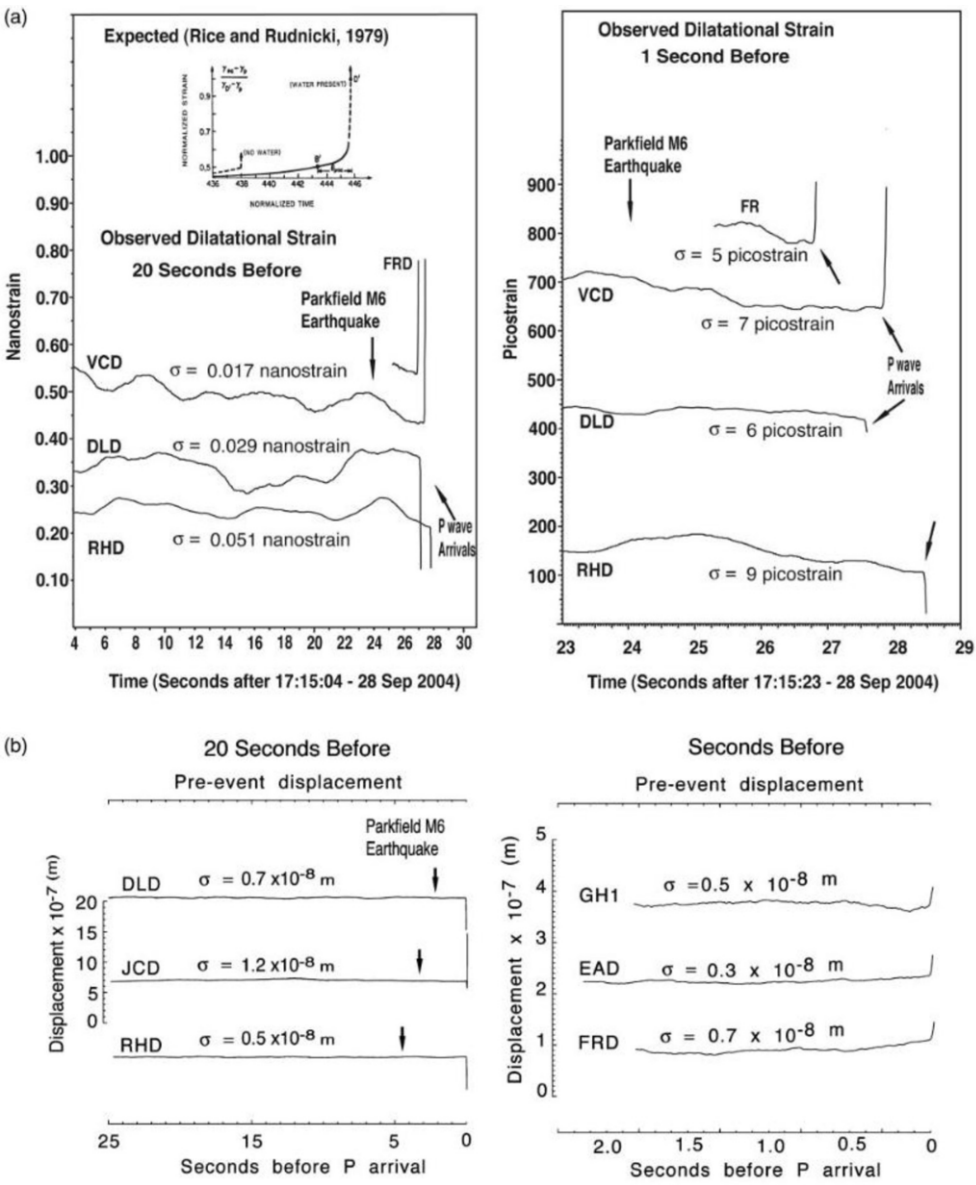 (a)
Expected (Rice and Rudnicki, 1979)
NORMALIZED STRAIN
0.9
0.7
0.5
(WATER PRESENT)
D'
(NO WATER)
B'
436 438 440 442 444 446
NORMALIZED TIME
Nanostrain
1.00
0.90
0.80
0.70
0.60
0.50
0.40
0.30
0.20
0.10
Observed Dilatational Strain
20 Seconds Before
FRD
Parkfield M6
Earthquake
VCD
σ = 0.017 nanostrain
DLD
σ = 0.029 nanostrain
RHD
σ = 0.051 nanostrain
P wave
Arrivals
4 6 8 10 12 14 16 18 20 22 24 26 28 30
Time (Seconds after 17:15:04 - 28 Sep 2004)
Observed Dilatational Strain
1 Second Before
Picostrain
900
800
700
600
500
400
300
200
100
Parkfield M6
Earthquake
FR
σ = 5 picostrain
VCD
σ = 7 picostrain
P wave
Arrivals
DLD
σ = 6 picostrain
RHD
σ = 9 picostrain
23 24 25 26 27 28 29
Time (Seconds after 17:15:23 - 28 Sep 2004)
(b)
20 Seconds Before
Pre-event displacement
Parkfield M6
Earthquake
Displacement x 10-7 (m)
20
15
10
5
0
DLD σ = 0.7 x10-8 m
JCD σ = 1.2x10-8 m
RHD σ = 0.5 x10-8 m
25 15 5 0
Seconds before P arrival
Seconds Before
Pre-event displacement
Displacement x 10-7 (m)
5
4
3
2
1
0
GH1 σ =0.5 x 10-8 m
EAD σ = 0.3 x 10-8 m
FRD σ = 0.7 x 10-8 m
2.0 1.5 1.0 0.5 0
Seconds before P arrival